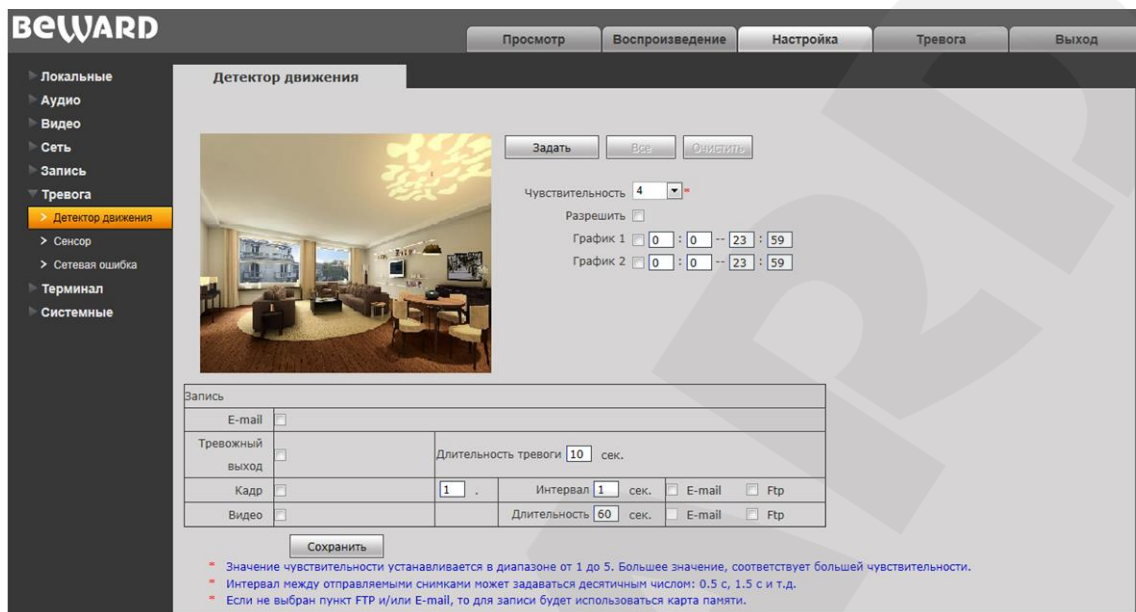 BEWARD
Просмотр Воспроизведение Настройка Тревога Выход
Локальные
Аудио
Видео
Сеть
Запись
Тревога
> Детектор движения
> Сенсор
> Сетевая ошибка
Терминал
Системные
Детектор движения
Задать Все Очистить
Чувствительность 4 *
Разрешить
График 1 0 : 0 -- 23 : 59
График 2 0 : 0 -- 23 : 59
Запись
E-mail
Тревожный выход Длительность тревоги 10 сек.
Кадр 1 . Интервал 1 сек. E-mail Ftp
Видео Длительность 60 сек. E-mail Ftp
Сохранить
* Значение чувствительности устанавливается в диапазоне от 1 до 5. Большее значение, соответствует большей чувствительности.
* Интервал между отправляемыми снимками может задаваться десятичным числом: 0.5 с, 1.5 с и т.д.
* Если не выбран пункт FTP и/или E-mail, то для записи будет использоваться карта памяти.